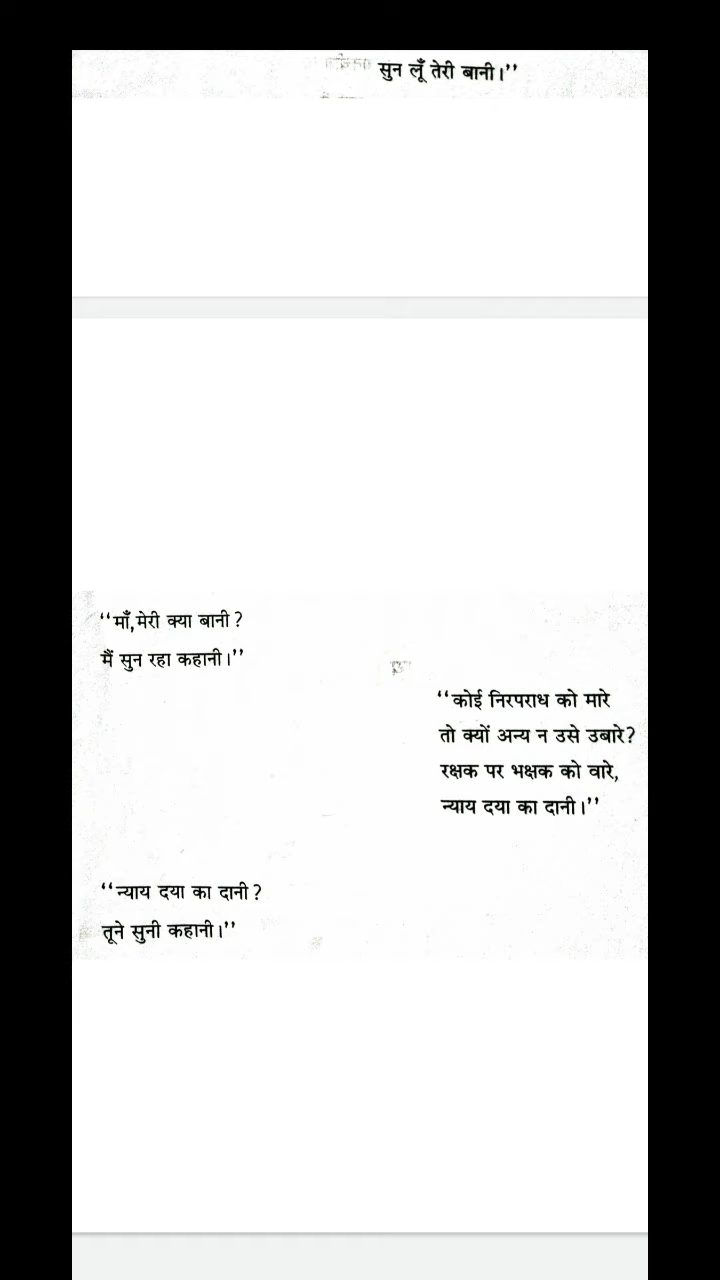 सुन लूँ तेरी बानी।’’
‘‘माँ,मेरी क्या बानी?
मैं सुन रहा कहानी।’’
‘‘कोई निरपराध को मारे
तो क्यों अन्य न उसे उबारे?
रक्षक पर भक्षक को वारे,
न्याय दया का दानी।’’
‘‘न्याय दया का दानी?
तूने सुनी कहानी।’’